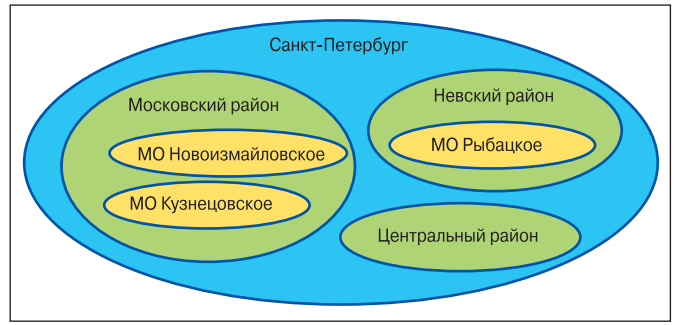 Санкт-Петербург
Московский район
МО Новоизмайловское
МО Кузнецовское
Невский район
МО Рыбацкое
Центральный район